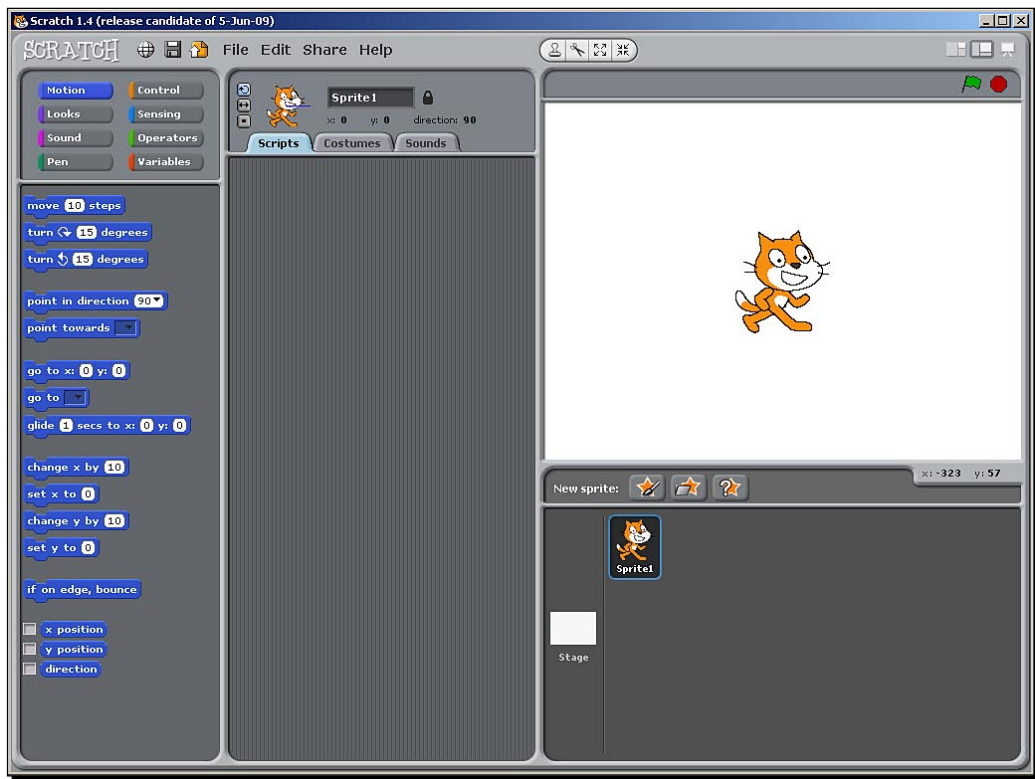 Scratch 1.4 (release candidate of 5-Jun-09)
SCRATCH File Edit Share Help
Motion Control
Looks Sensing
Sound Operators
Pen Variables
move 10 steps
turn 15 degrees
turn 15 degrees
point in direction 90
point towards
go to x: 0 y: 0
go to
glide 1 secs to x: 0 y: 0
change x by 10
set x to 0
change y by 10
set y to 0
if on edge, bounce
x position
y position
direction
Sprite1
x: 0 y: 0 direction: 90
Scripts Costumes Sounds
x: -323 y: 57
New sprite:
Sprite1
Stage